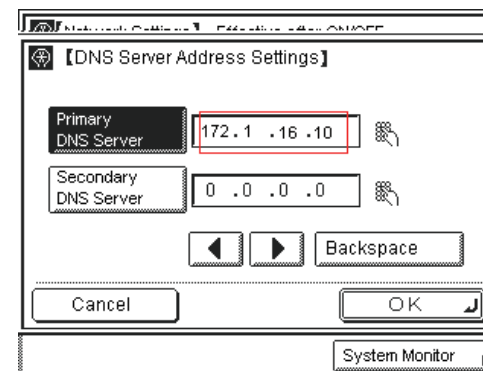 【DNS Server Address Settings】
Primary
DNS Server
172.1 .16 .10
Secondary
DNS Server
0 .0 .0 .0
Backspace
Cancel
OK
System Monitor